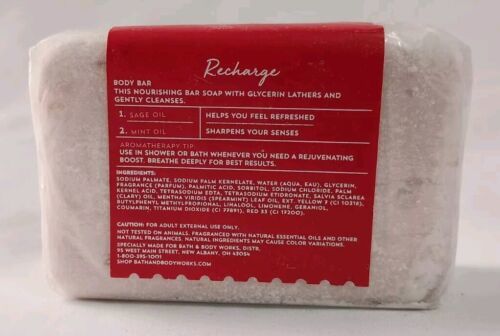 Recharge
BODY BAR
THIS NOURISHING BAR SOAP WITH GLYCERIN LATHERS AND
GENTLY CLEANSES.
1. SAGE OIL HELPS YOU FEEL REFRESHED
2. MINT OIL SHARPENS YOUR SENSES
AROMATHERAPY TIP:
USE IN SHOWER OR BATH WHENEVER YOU NEED A REJUVENATING
BOOST. BREATHE DEEPLY FOR BEST RESULTS.
INGREDIENTS:
SODIUM PALMATE, SODIUM PALM KERNELATE, WATER (AQUA, EAU), GLYCERIN,
FRAGRANCE (PARFUM), PALMITIC ACID, SORBITOL, SODIUM CHLORIDE, PALM
KERNEL ACID, TETRASODIUM EDTA, TETRASODIUM ETIDRONATE, SALVIA SCLAREA
(CLARY) OIL, MENTHA VIRIDIS (SPEARMINT) LEAF OIL, EXT. YELLOW 7 (CI 10316),
BUTYLPHENYL METHYLPROPIONAL, LINALOOL, LIMONENE, GERANIOL,
COUMARIN, TITANIUM DIOXIDE (CI 77891), RED 33 (CI 17200).
CAUTION: FOR ADULT EXTERNAL USE ONLY.
NOT TESTED ON ANIMALS. FRAGRANCED WITH NATURAL ESSENTIAL OILS AND OTHER
NATURAL FRAGRANCES. NATURAL INGREDIENTS MAY CAUSE COLOR VARIATIONS.
SPECIALLY MADE FOR BATH & BODY WORKS, DISTR.
95 WEST MAIN STREET, NEW ALBANY, OH 43054
1-800-395-1001
SHOP BATHANDBODYWORKS.COM